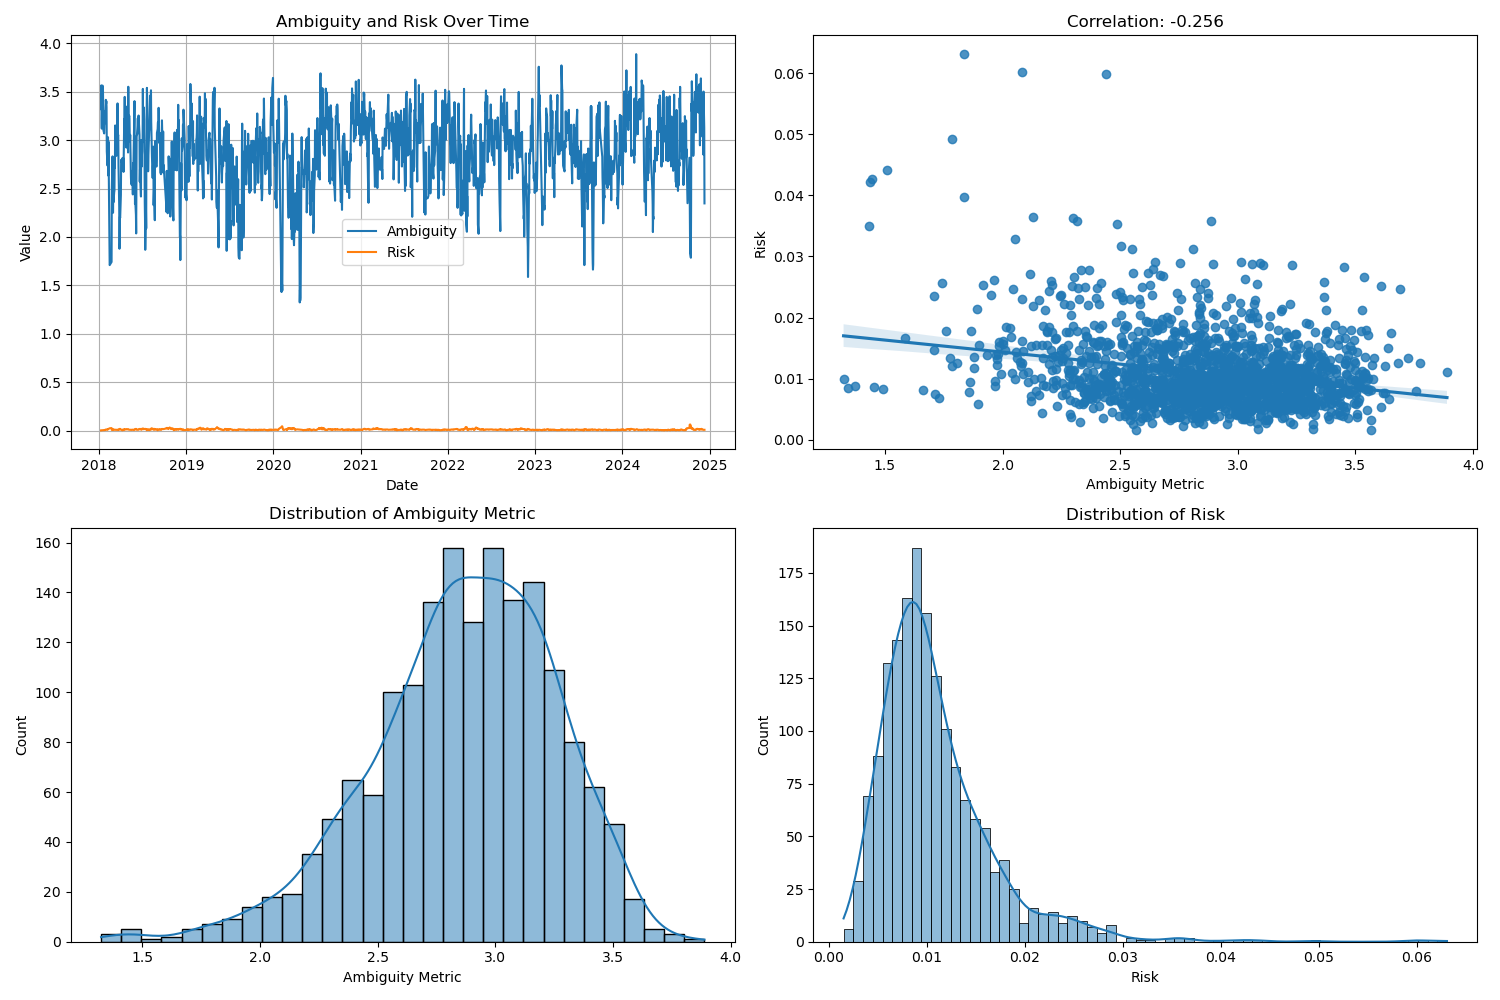 Ambiguity and Risk Over Time
Value
4.0
3.5
3.0
2.5
2.0
1.5
1.0
0.5
0.0
Ambiguity
Risk
2018 2019 2020 2021 2022 2023 2024 2025
Date
Correlation: -0.256
Risk
0.06
0.05
0.04
0.03
0.02
0.01
0.00
1.5 2.0 2.5 3.0 3.5 4.0
Ambiguity Metric
Distribution of Ambiguity Metric
Count
160
140
120
100
80
60
40
20
0
1.5 2.0 2.5 3.0 3.5 4.0
Ambiguity Metric
Distribution of Risk
Count
175
150
125
100
75
50
25
0
0.00 0.01 0.02 0.03 0.04 0.05 0.06
Risk